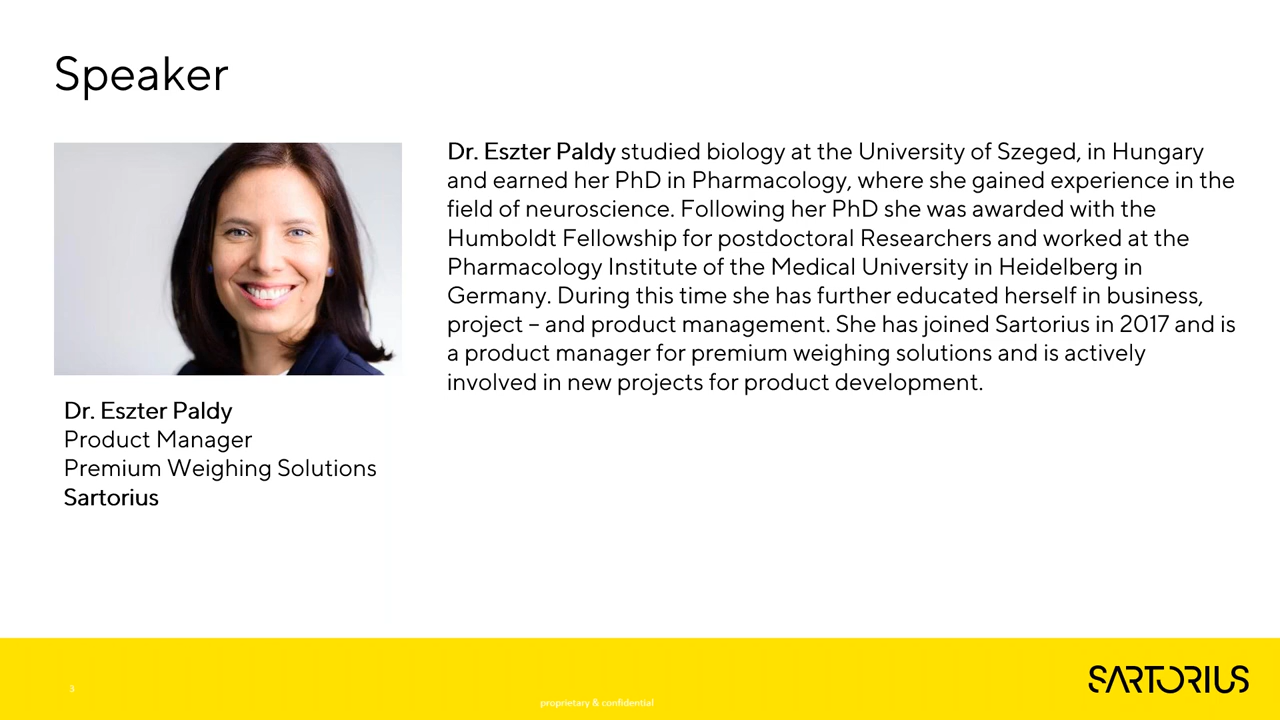 Speaker
Dr. Eszter Paldy studied biology at the University of Szeged, in Hungary
and earned her PhD in Pharmacology, where she gained experience in the
field of neuroscience. Following her PhD she was awarded with the
Humboldt Fellowship for postdoctoral Researchers and worked at the
Pharmacology Institute of the Medical University in Heidelberg in
Germany. During this time she has further educated herself in business,
project – and product management. She has joined Sartorius in 2017 and is
a product manager for premium weighing solutions and is actively
involved in new projects for product development.
Dr. Eszter Paldy
Product Manager
Premium Weighing Solutions
Sartorius
3
proprietary & confidential
SARTORIUS